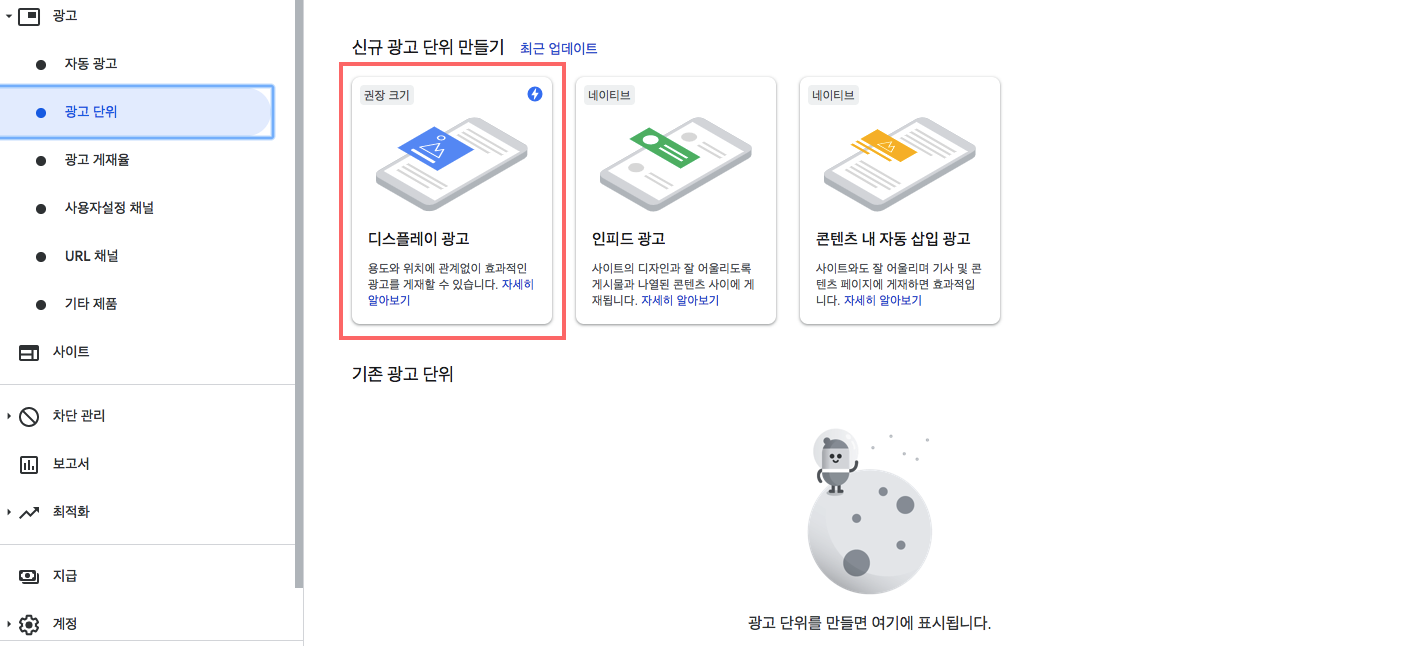 광고
자동 광고
광고 단위
광고 게재율
사용자설정 채널
URL 채널
기타 제품
사이트
차단 관리
보고서
최적화
지급
계정
신규 광고 단위 만들기 최근 업데이트
권장 크기
디스플레이 광고
용도와 위치에 관계없이 효과적인
광고를 게재할 수 있습니다. 자세히
알아보기
네이티브
인피드 광고
사이트의 디자인과 잘 어울리도록
게시물과 나열된 콘텐츠 사이에 게
재됩니다. 자세히 알아보기
네이티브
콘텐츠 내 자동 삽입 광고
사이트와도 잘 어울리며 기사 및 콘
텐츠 페이지에 게재하면 효과적입
니다. 자세히 알아보기
기존 광고 단위
광고 단위를 만들면 여기에 표시됩니다.